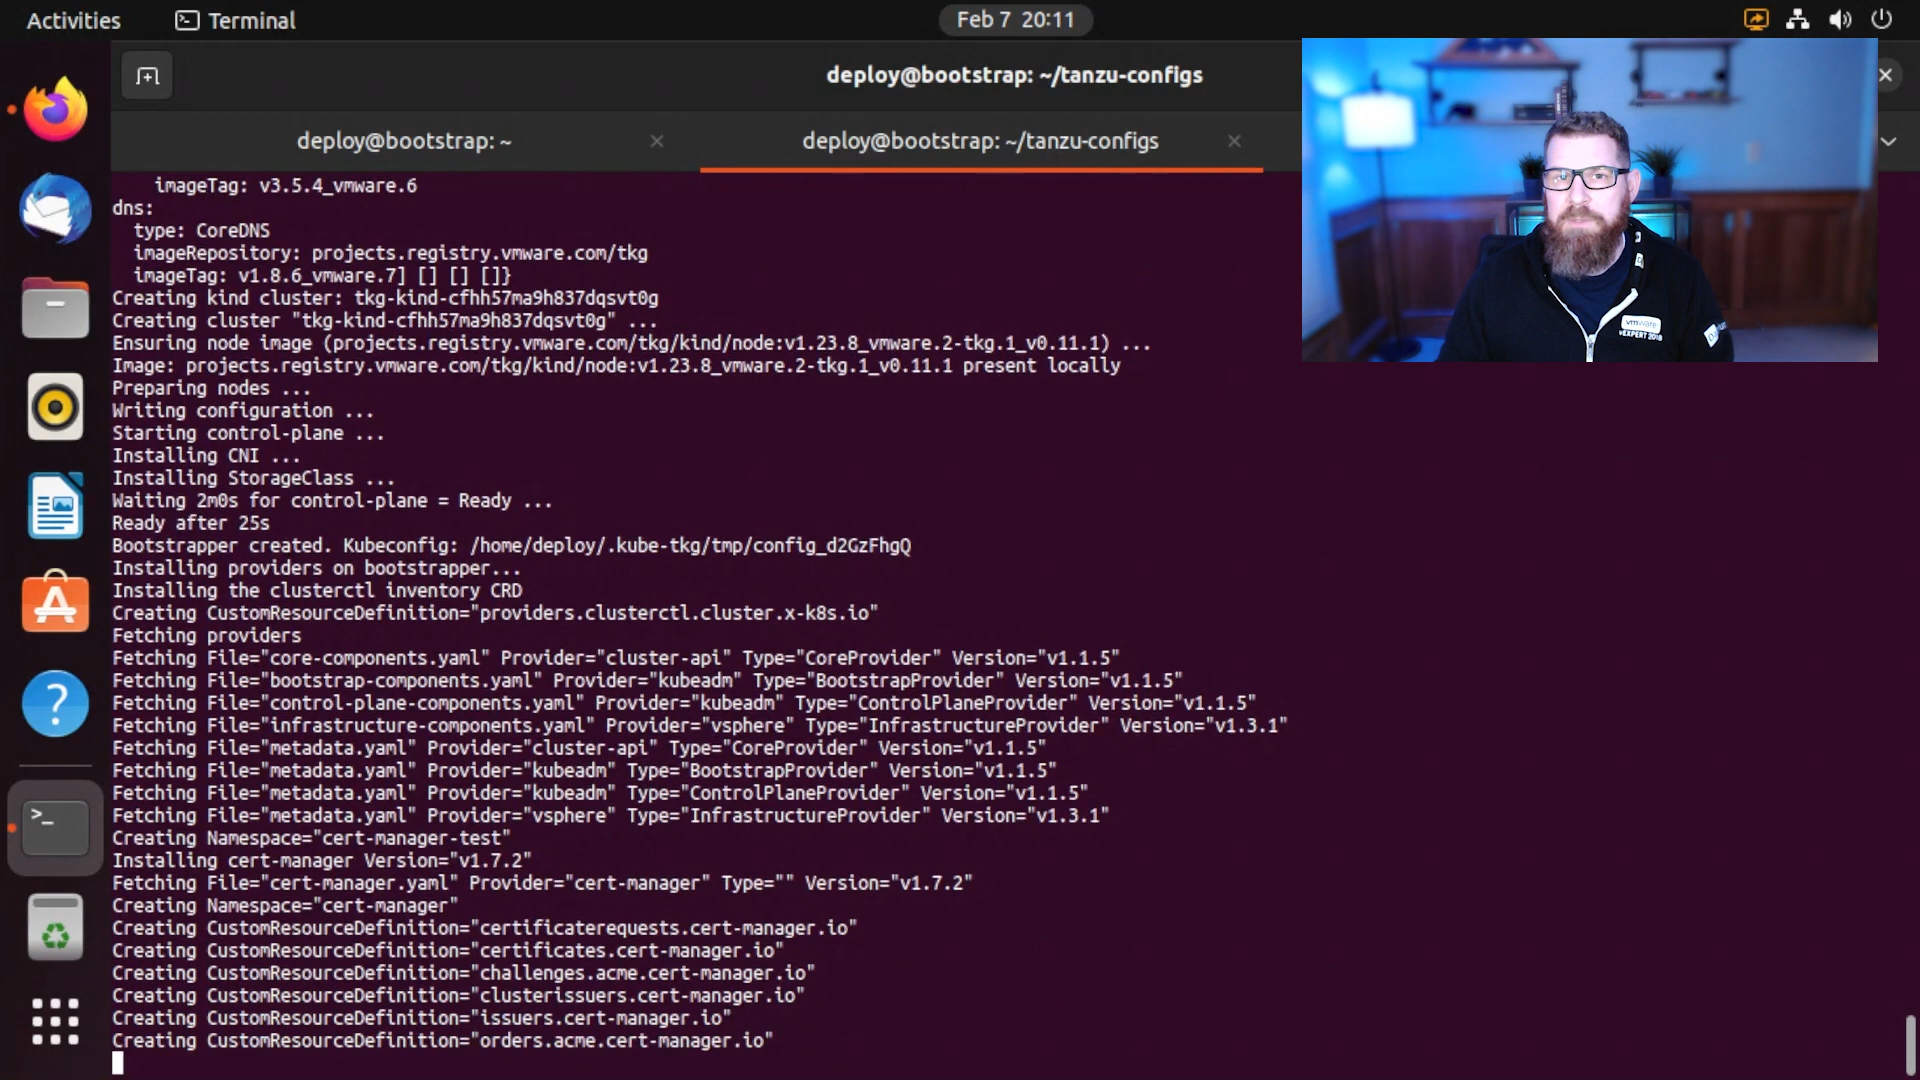 Activities
Terminal
Feb 7 20:11
deploy@bootstrap: ~/tanzu-configs
deploy@bootstrap: ~
deploy@bootstrap: ~/tanzu-configs
imageTag: v3.5.4_vmware.6
dns:
type: CoreDNS
imageRepository: projects.registry.vmware.com/tkg
imageTag: v1.8.6_vmware.7] [] [] []}
Creating kind cluster: tkg-kind-cfhh57ma9h837dqsvt0g
Creating cluster "tkg-kind-cfhh57ma9h837dqsvt0g" ...
Ensuring node image (projects.registry.vmware.com/tkg/kind/node:v1.23.8_vmware.2-tkg.1_v0.11.1) ...
Image: projects.registry.vmware.com/tkg/kind/node:v1.23.8_vmware.2-tkg.1_v0.11.1 present locally
Preparing nodes ...
Writing configuration ...
Starting control-plane ...
Installing CNI ...
Installing StorageClass ...
Waiting 2m0s for control-plane = Ready ...
Ready after 25s
Bootstrapper created. Kubeconfig: /home/deploy/.kube-tkg/tmp/config_d2GzFhgQ
Installing providers on bootstrapper...
Installing the clusterctl inventory CRD
Creating CustomResourceDefinition="providers.clusterctl.cluster.x-k8s.io"
Fetching providers
Fetching File="core-components.yaml" Provider="cluster-api" Type="CoreProvider" Version="v1.1.5"
Fetching File="bootstrap-components.yaml" Provider="kubeadm" Type="BootstrapProvider" Version="v1.1.5"
Fetching File="control-plane-components.yaml" Provider="kubeadm" Type="ControlPlaneProvider" Version="v1.1.5"
Fetching File="infrastructure-components.yaml" Provider="vsphere" Type="InfrastructureProvider" Version="v1.3.1"
Fetching File="metadata.yaml" Provider="cluster-api" Type="CoreProvider" Version="v1.1.5"
Fetching File="metadata.yaml" Provider="kubeadm" Type="BootstrapProvider" Version="v1.1.5"
Fetching File="metadata.yaml" Provider="kubeadm" Type="ControlPlaneProvider" Version="v1.1.5"
Fetching File="metadata.yaml" Provider="vsphere" Type="InfrastructureProvider" Version="v1.3.1"
Creating Namespace="cert-manager-test"
Installing cert-manager Version="v1.7.2"
Fetching File="cert-manager.yaml" Provider="cert-manager" Type="" Version="v1.7.2"
Creating Namespace="cert-manager"
Creating CustomResourceDefinition="certificaterequests.cert-manager.io"
Creating CustomResourceDefinition="certificates.cert-manager.io"
Creating CustomResourceDefinition="challenges.acme.cert-manager.io"
Creating CustomResourceDefinition="clusterissuers.cert-manager.io"
Creating CustomResourceDefinition="issuers.cert-manager.io"
Creating CustomResourceDefinition="orders.acme.cert-manager.io"
vmware
vEXPERT 2018